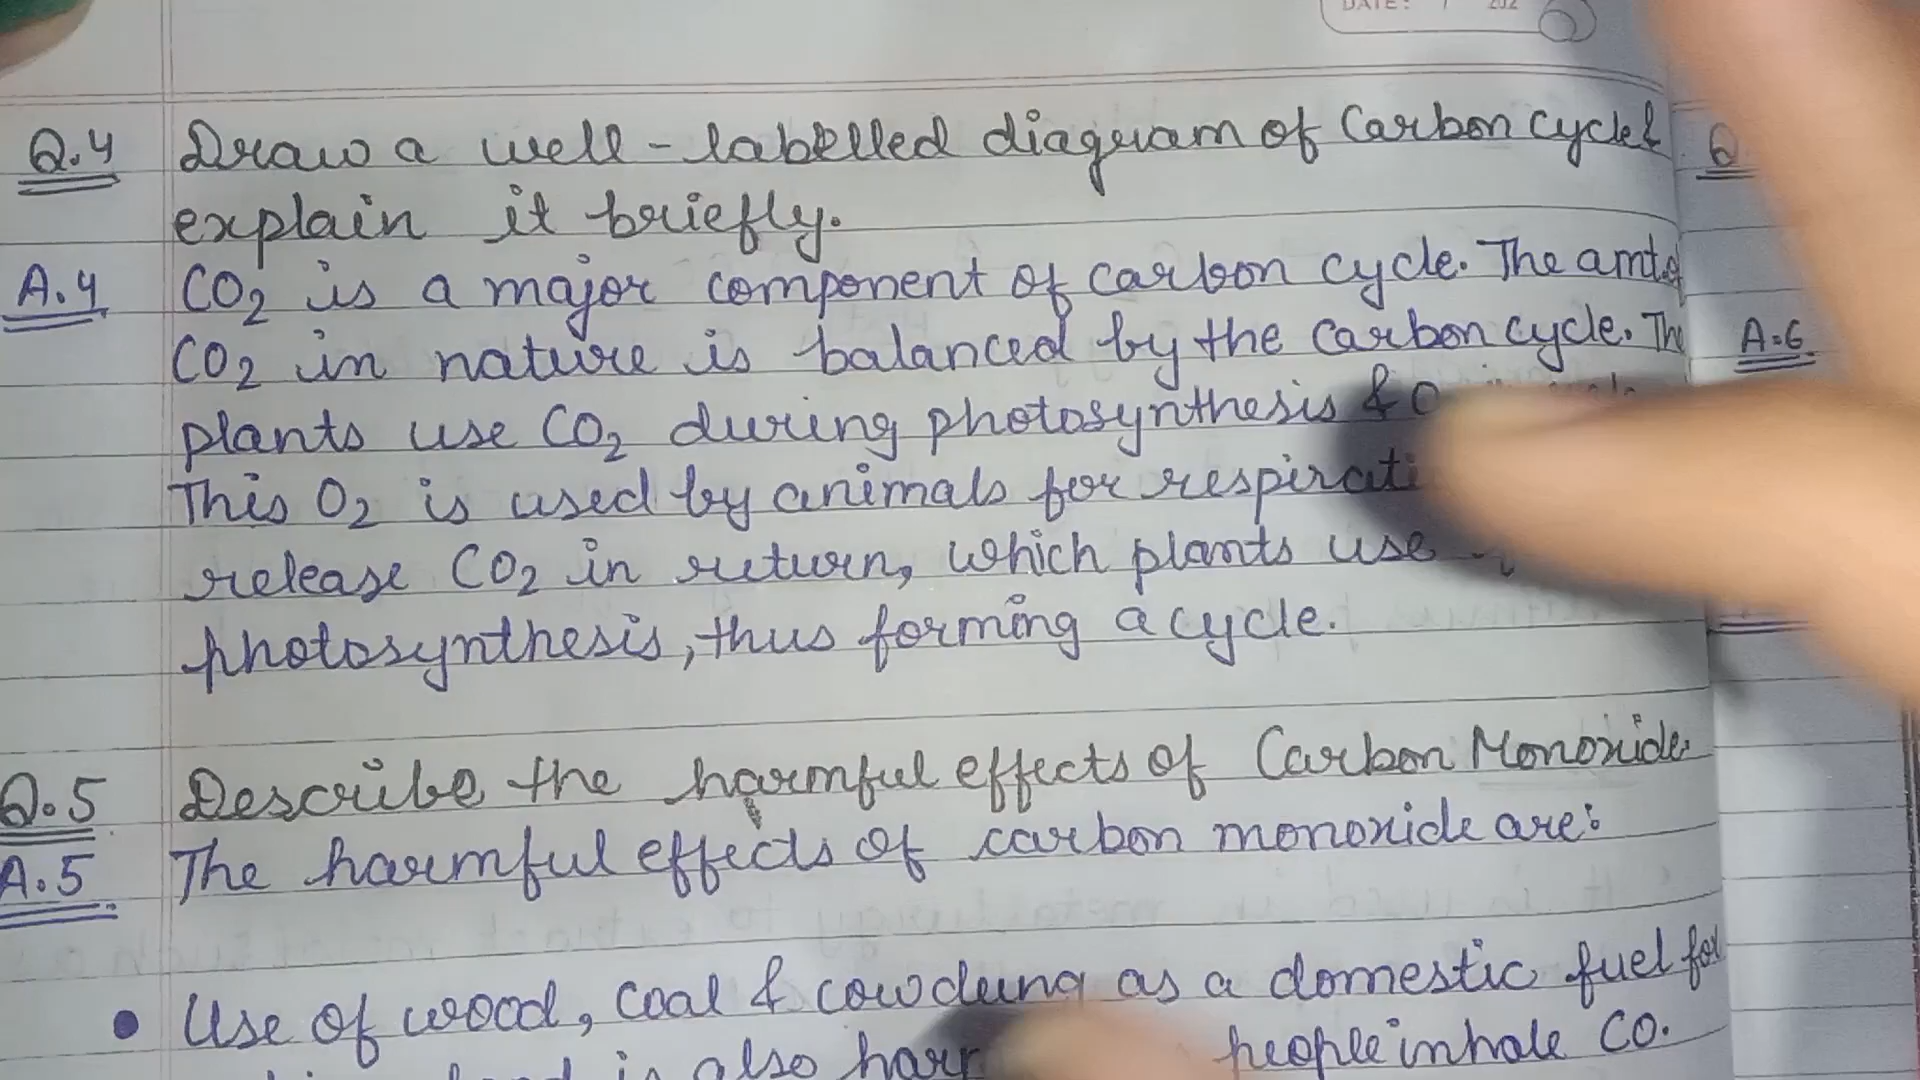 DATE:
Q.4 Draw a well-labelled diagram of Carbon cycle &
explain it briefly.
A.4 CO2 is a major component of carbon cycle. The amt. of
CO2 in nature is balanced by the carbon cycle. The
plants use CO2 during photosynthesis &
This O2 is used by animals for
release CO2 in return, which plants use
photosynthesis, thus forming a cycle.
Q.5 Describe the harmful effects of Carbon Monoxide.
A.5 The harmful effects of carbon monoxide are:
• Use of wood, coal & cowdung as a domestic fuel for
is also people inhale CO.
A.6